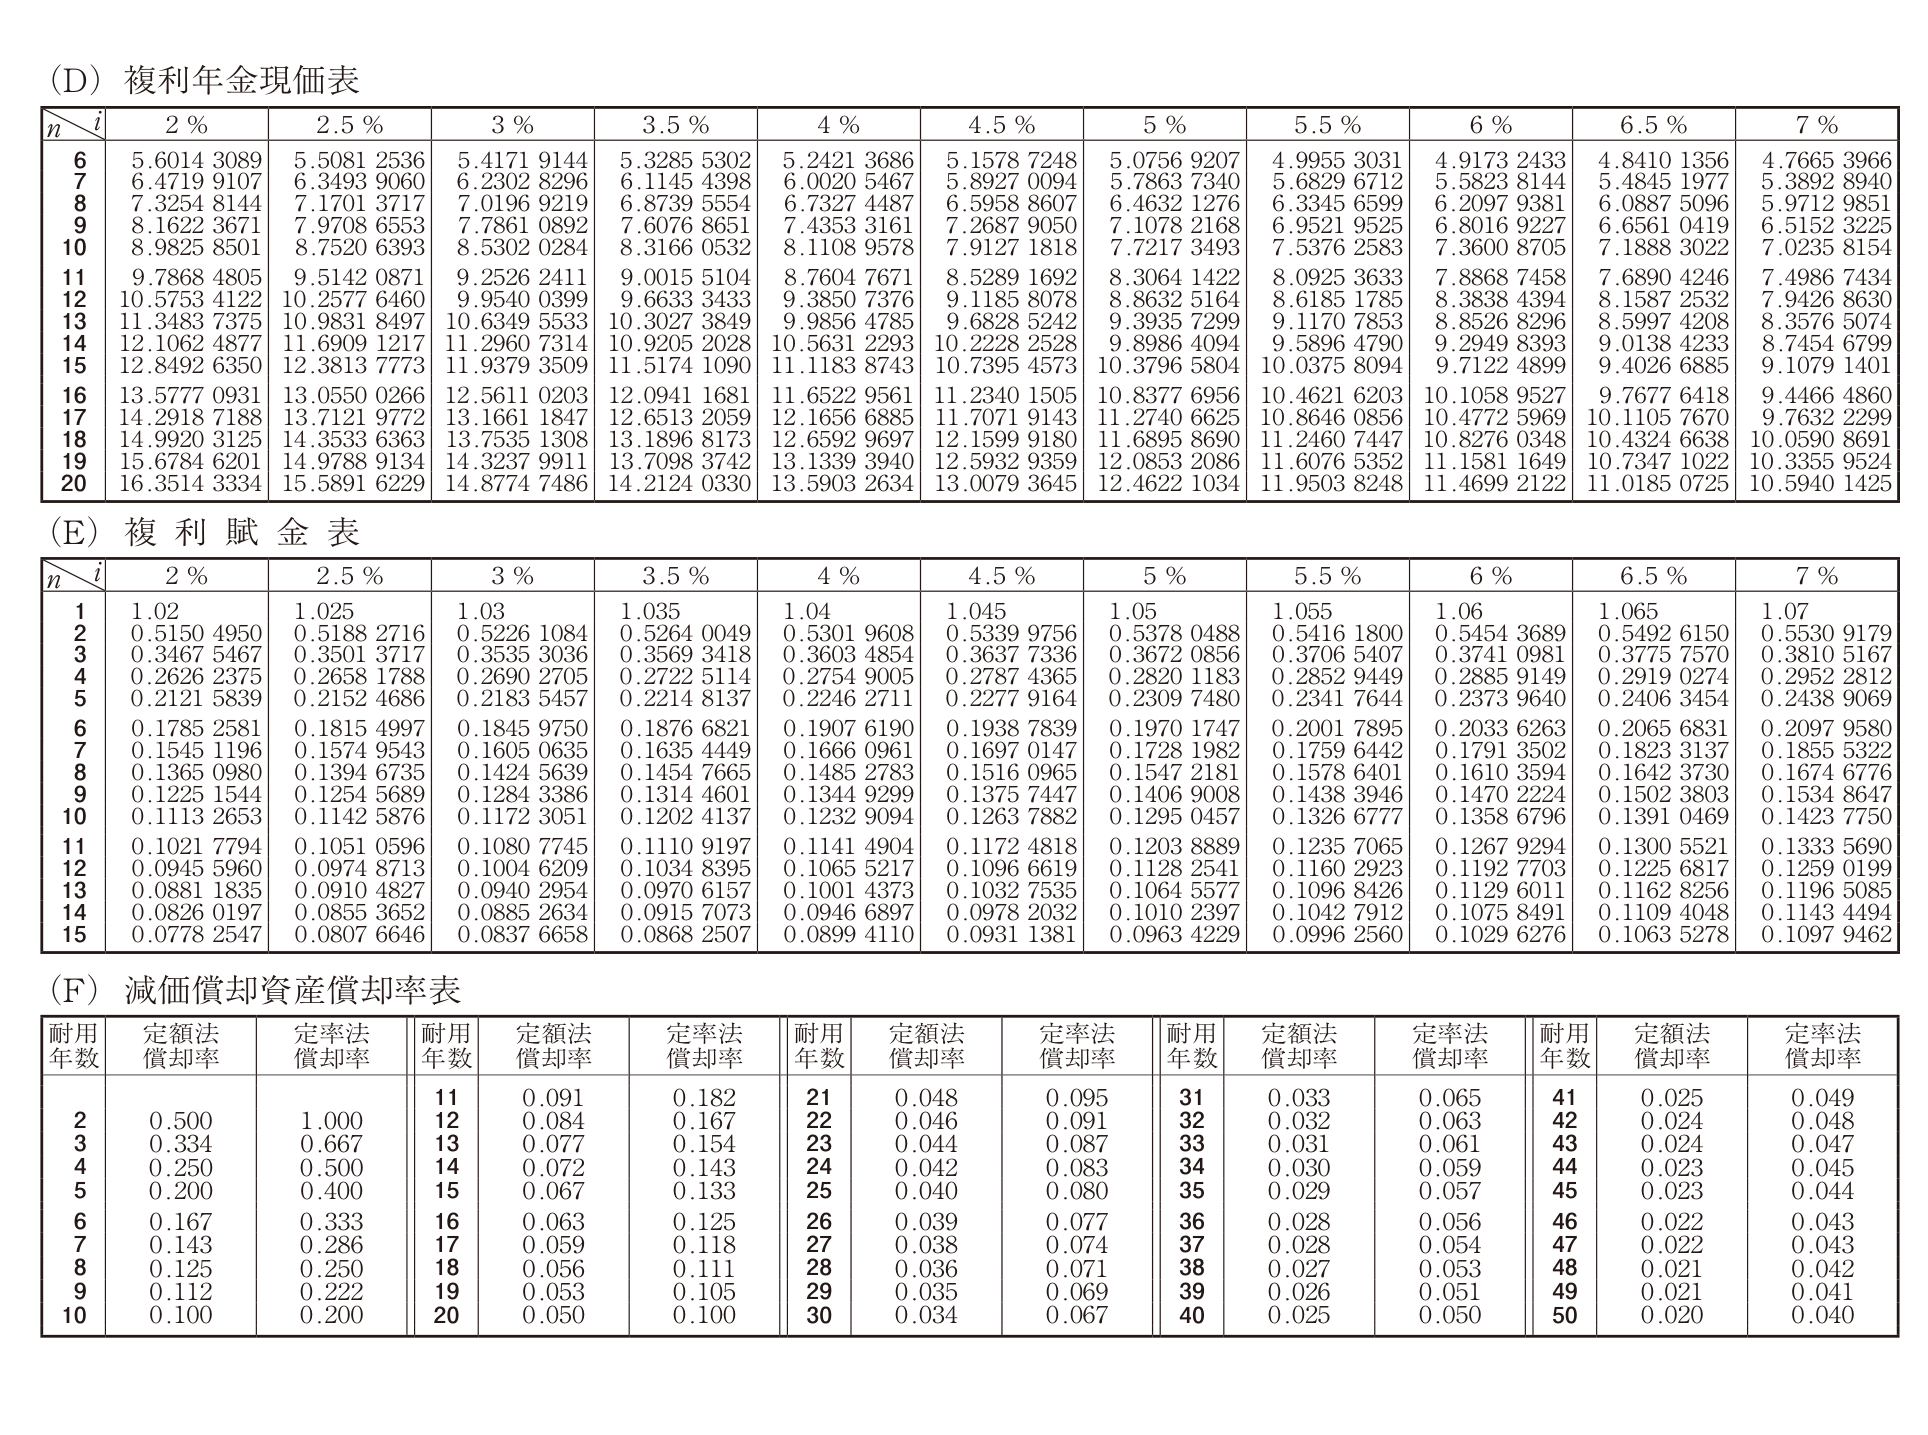 （D） 複利年金現価表
n i 2 % 2.5 % 3 % 3.5 % 4 % 4.5 % 5 % 5.5 % 6 % 6.5 % 7 %
6 5.6014 3089 5.5081 2536 5.4171 9144 5.3285 5302 5.2421 3686 5.1578 7248 5.0756 9207 4.9955 3031 4.9173 2433 4.8410 1356 4.7665 3966
7 6.4719 9107 6.3493 9060 6.2302 8296 6.1145 4398 6.0020 5467 5.8927 0094 5.7863 7340 5.6829 6712 5.5823 8144 5.4845 1977 5.3892 8940
8 7.3254 8144 7.1701 3717 7.0196 9219 6.8739 5554 6.7327 4487 6.5958 8607 6.4632 1276 6.3345 6599 6.2097 9381 6.0887 5096 5.9712 9851
9 8.1622 3671 7.9708 6553 7.7861 0892 7.6076 8651 7.4353 3161 7.2687 9050 7.1078 2168 6.9521 9525 6.8016 9227 6.6561 0419 6.5152 3225
10 8.9825 8501 8.7520 6393 8.5302 0284 8.3166 0532 8.1108 9578 7.9127 1818 7.7217 3493 7.5376 2583 7.3600 8705 7.1888 3022 7.0235 8154
11 9.7868 4805 9.5142 0871 9.2526 2411 9.0015 5104 8.7604 7671 8.5289 1692 8.3064 1422 8.0925 3633 7.8868 7458 7.6890 4246 7.4986 7434
12 10.5753 4122 10.2577 6460 9.9540 0399 9.6633 3433 9.3850 7376 9.1185 8078 8.8632 5164 8.6185 1785 8.3838 4394 8.1587 2532 7.9426 8630
13 11.3483 7375 10.9831 8497 10.6349 5533 10.3027 3849 9.9856 4785 9.6828 5242 9.3935 7299 9.1170 7853 8.8526 8296 8.5997 4208 8.3576 5074
14 12.1062 4877 11.6909 1217 11.2960 7314 10.9205 2028 10.5631 2293 10.2228 2528 9.8986 4094 9.5896 4790 9.2949 8393 9.0138 4233 8.7454 6799
15 12.8492 6350 12.3813 7773 11.9379 3509 11.5174 1090 11.1183 8743 10.7395 4573 10.3796 5804 10.0375 8094 9.7122 4899 9.4026 6885 9.1079 1401
16 13.5777 0931 13.0550 0266 12.5611 0203 12.0941 1681 11.6522 9561 11.2340 1505 10.8377 6956 10.4621 6203 10.1058 9527 9.7677 6418 9.4466 4860
17 14.2918 7188 13.7121 9772 13.1661 1847 12.6513 2059 12.1656 6885 11.7071 9143 11.2740 6625 10.8646 0856 10.4772 5969 10.1105 7670 9.7632 2299
18 14.9920 3125 14.3533 6363 13.7535 1308 13.1896 8173 12.6592 9697 12.1599 9180 11.6895 8690 11.2460 7447 10.8276 0348 10.4324 6638 10.0590 8691
19 15.6784 6201 14.9788 9134 14.3237 9911 13.7098 3742 13.1339 3940 12.5932 9359 12.0853 2086 11.6076 5352 11.1581 1649 10.7347 1022 10.3355 9524
20 16.3514 3334 15.5891 6229 14.8774 7486 14.2124 0330 13.5903 2634 13.0079 3645 12.4622 1034 11.9503 8248 11.4699 2122 11.0185 0725 10.5940 1425
（E） 複 利 賦 金 表
n i 2 % 2.5 % 3 % 3.5 % 4 % 4.5 % 5 % 5.5 % 6 % 6.5 % 7 %
1 1.02 1.025 1.03 1.035 1.04 1.045 1.05 1.055 1.06 1.065 1.07
2 0.5150 4950 0.5188 2716 0.5226 1084 0.5264 0049 0.5301 9608 0.5339 9756 0.5378 0488 0.5416 1800 0.5454 3689 0.5492 6150 0.5530 9179
3 0.3467 5467 0.3501 3717 0.3535 3036 0.3569 3418 0.3603 4854 0.3637 7336 0.3672 0856 0.3706 5407 0.3741 0981 0.3775 7570 0.3810 5167
4 0.2626 2375 0.2658 1788 0.2690 2705 0.2722 5114 0.2754 9005 0.2787 4365 0.2820 1183 0.2852 9449 0.2885 9149 0.2919 0274 0.2952 2812
5 0.2121 5839 0.2152 4686 0.2183 5457 0.2214 8137 0.2246 2711 0.2277 9164 0.2309 7480 0.2341 7644 0.2373 9640 0.2406 3454 0.2438 9069
6 0.1785 2581 0.1815 4997 0.1845 9750 0.1876 6821 0.1907 6190 0.1938 7839 0.1970 1747 0.2001 7895 0.2033 6263 0.2065 6831 0.2097 9580
7 0.1545 1196 0.1574 9543 0.1605 0635 0.1635 4449 0.1666 0961 0.1697 0147 0.1728 1982 0.1759 6442 0.1791 3502 0.1823 3137 0.1855 5322
8 0.1365 0980 0.1394 6735 0.1424 5639 0.1454 7665 0.1485 2783 0.1516 0965 0.1547 2181 0.1578 6401 0.1610 3594 0.1642 3730 0.1674 6776
9 0.1225 1544 0.1254 5689 0.1284 3386 0.1314 4601 0.1344 9299 0.1375 7447 0.1406 9008 0.1438 3946 0.1470 2224 0.1502 3803 0.1534 8647
10 0.1113 2653 0.1142 5876 0.1172 3051 0.1202 4137 0.1232 9094 0.1263 7882 0.1295 0457 0.1326 6777 0.1358 6796 0.1391 0469 0.1423 7750
11 0.1021 7794 0.1051 0596 0.1080 7745 0.1110 9197 0.1141 4904 0.1172 4818 0.1203 8889 0.1235 7065 0.1267 9294 0.1300 5521 0.1333 5690
12 0.0945 5960 0.0974 8713 0.1004 6209 0.1034 8395 0.1065 5217 0.1096 6619 0.1128 2541 0.1160 2923 0.1192 7703 0.1225 6817 0.1259 0199
13 0.0881 1835 0.0910 4827 0.0940 2954 0.0970 6157 0.1001 4373 0.1032 7535 0.1064 5577 0.1096 8426 0.1129 6011 0.1162 8256 0.1196 5085
14 0.0826 0197 0.0855 3652 0.0885 2634 0.0915 7073 0.0946 6897 0.0978 2032 0.1010 2397 0.1042 7912 0.1075 8491 0.1109 4048 0.1143 4494
15 0.0778 2547 0.0807 6646 0.0837 6658 0.0868 2507 0.0899 4110 0.0931 1381 0.0963 4229 0.0996 2560 0.1029 6276 0.1063 5278 0.1097 9462
（F） 減価償却資産償却率表
耐用 定額法 定率法 耐用 定額法 定率法 耐用 定額法 定率法 耐用 定額法 定率法 耐用 定額法 定率法
年数 償却率 償却率 年数 償却率 償却率 年数 償却率 償却率 年数 償却率 償却率 年数 償却率 償却率
11 0.091 0.182 21 0.048 0.095 31 0.033 0.065 41 0.025 0.049
2 0.500 1.000 12 0.084 0.167 22 0.046 0.091 32 0.032 0.063 42 0.024 0.048
3 0.334 0.667 13 0.077 0.154 23 0.044 0.087 33 0.031 0.061 43 0.024 0.047
4 0.250 0.500 14 0.072 0.143 24 0.042 0.083 34 0.030 0.059 44 0.023 0.045
5 0.200 0.400 15 0.067 0.133 25 0.040 0.080 35 0.029 0.057 45 0.023 0.044
6 0.167 0.333 16 0.063 0.125 26 0.039 0.077 36 0.028 0.056 46 0.022 0.043
7 0.143 0.286 17 0.059 0.118 27 0.038 0.074 37 0.028 0.054 47 0.022 0.043
8 0.125 0.250 18 0.056 0.111 28 0.036 0.071 38 0.027 0.053 48 0.021 0.042
9 0.112 0.222 19 0.053 0.105 29 0.035 0.069 39 0.026 0.051 49 0.021 0.041
10 0.100 0.200 20 0.050 0.100 30 0.034 0.067 40 0.025 0.050 50 0.020 0.040